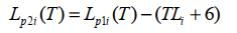 L_{p2i}(T) = L_{p1i}(T) − (TL_i + 6)